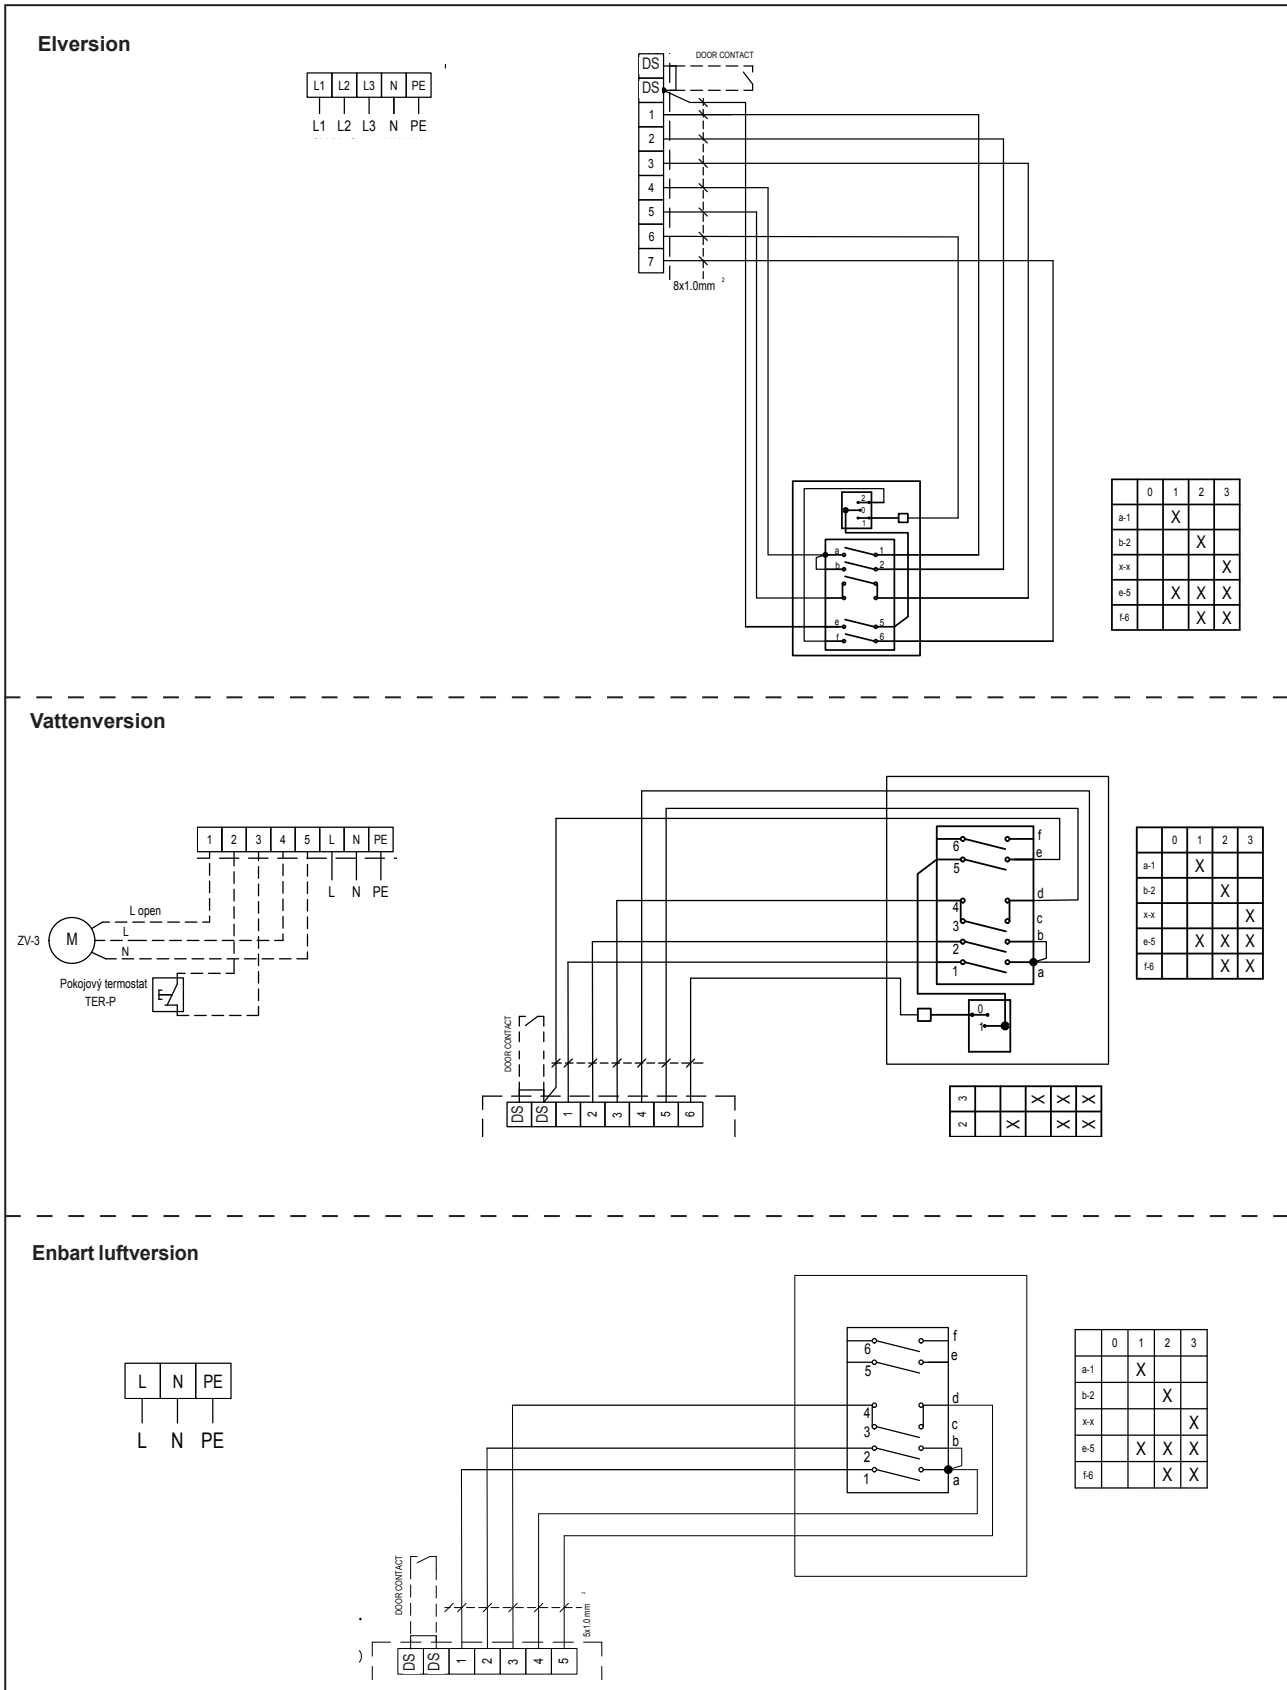 Elversion
L1 L2 L3 N PE
L1 L2 L3 N PE
DS
DS
1
2
3
4
5
6
7
DOOR CONTACT
8x1.0mm 2
2
0
1
a 1
b 2
e 5
f 6
0 1 2 3
a-1 X
b-2 X
x-x X
e-5 X X X
f-6 X X
Vattenversion
1 2 3 4 5 L N PE
L N PE
L open
L
N
ZV-3 M
Pokojový termostat
TER-P
DOOR CONTACT
DS DS 1 2 3 4 5 6
6 f
5 e
4 d
3 c
2 b
1 a
0
1
0 1 2 3
a-1 X
b-2 X
x-x X
e-5 X X X
f-6 X X
3 X X X
2 X X X
Enbart luftversion
L N PE
L N PE
DOOR CONTACT
5x1.0 mm 2
DS DS 1 2 3 4 5
)
6 f
5 e
4 d
3 c
2 b
1 a
0 1 2 3
a-1 X
b-2 X
x-x X
e-5 X X X
f-6 X X